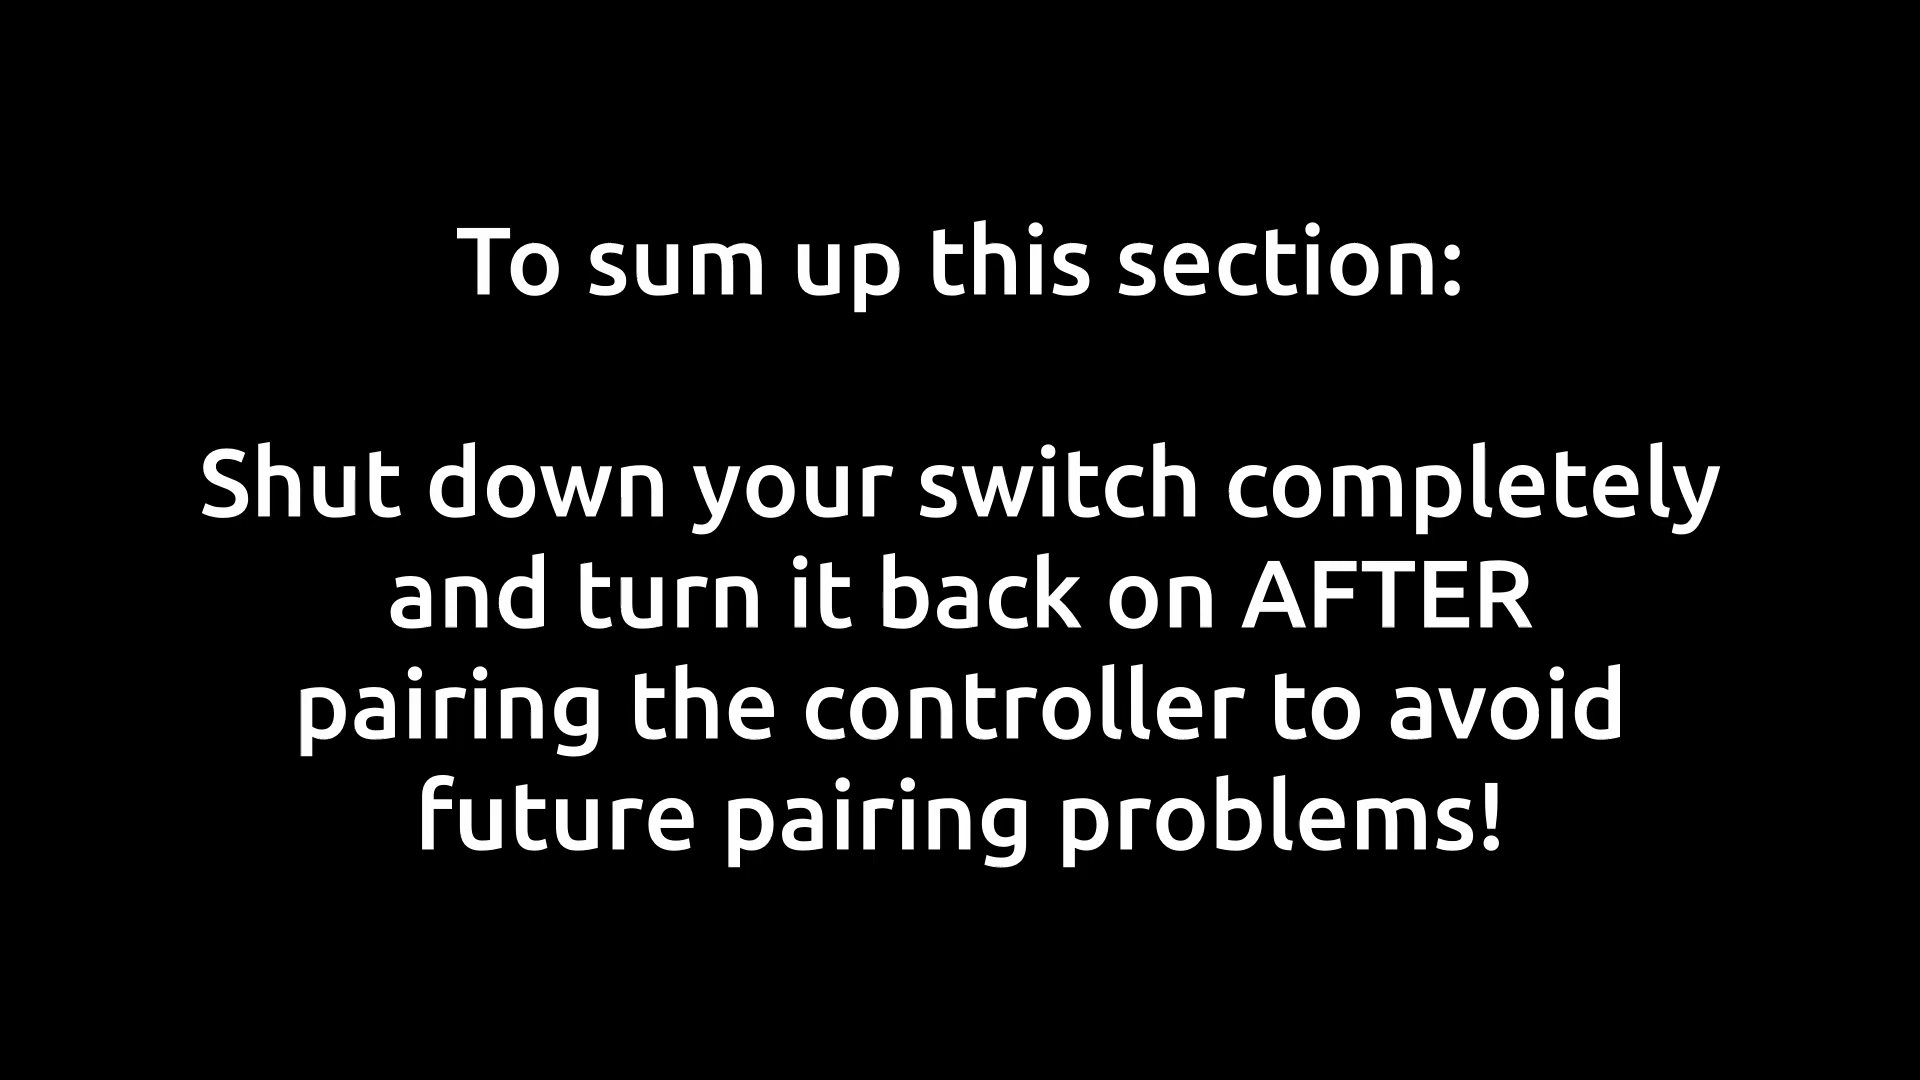 To sum up this section:
Shut down your switch completely
and turn it back on AFTER
pairing the controller to avoid
future pairing problems!